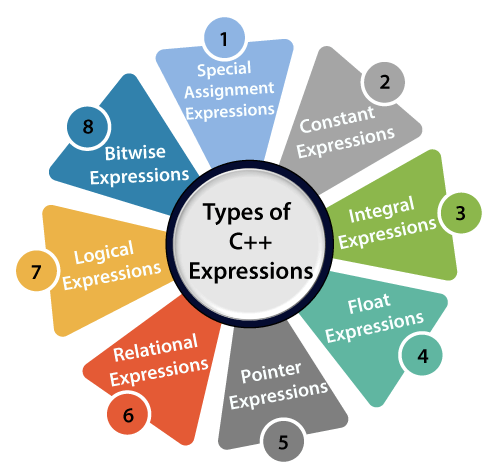 Types of
C++
Expressions
1
Special
Assignment
Expressions
2
Constant
Expressions
3
Integral
Expressions
4
Float
Expressions
5
Pointer
Expressions
6
Relational
Expressions
7
Logical
Expressions
8
Bitwise
Expressions